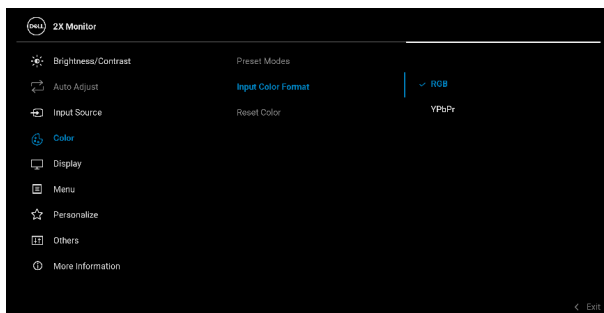 DELL 2X Monitor
Brightness/Contrast
Auto Adjust
Input Source
Color
Display
Menu
Personalize
Others
More Information
Preset Modes
Input Color Format
Reset Color
RGB
YPbPr
Exit